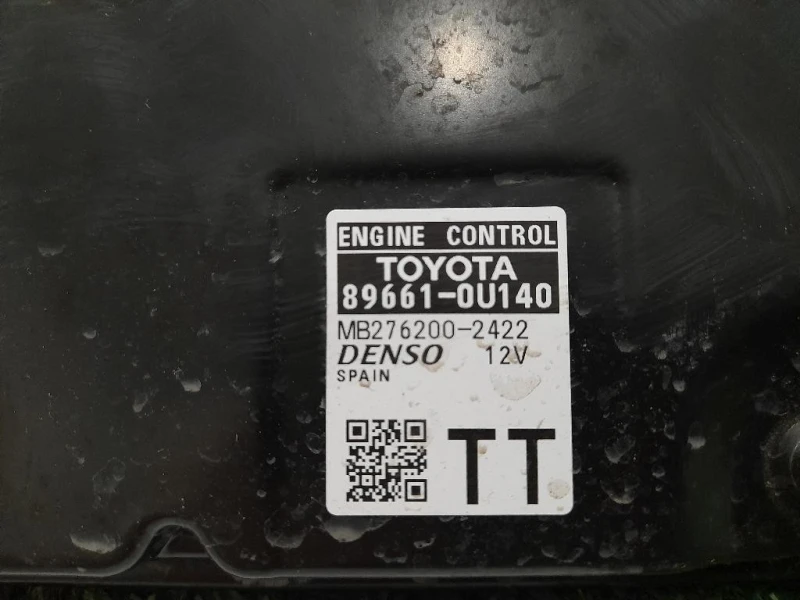 ENGINE CONTROL
TOYOTA
89661-0U140
MB276200-2422
DENSO 12V
SPAIN
TT